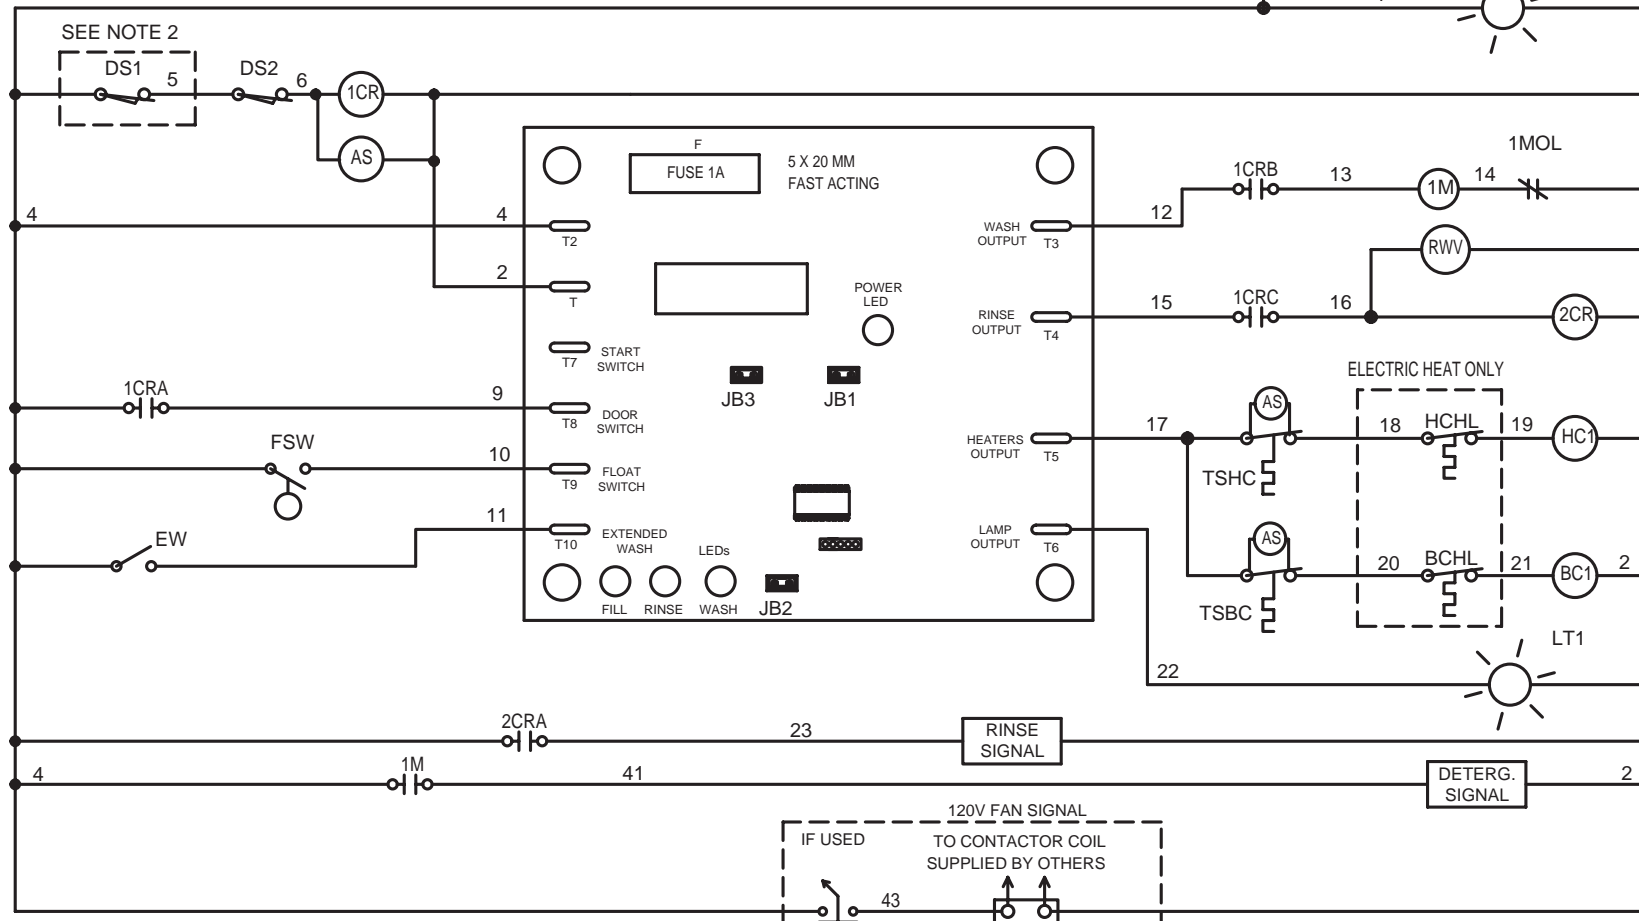 SEE NOTE 2
DS1
5
DS2
6
1CR
AS
F
FUSE 1A
5 X 20 MM
FAST ACTING
4
4
T2
2
T
T7
START
SWITCH
1CRA
9
T8
DOOR
SWITCH
FSW
10
T9
FLOAT
SWITCH
EW
11
T10
EXTENDED
WASH
LEDs
FILL
RINSE
WASH
JB2
JB3
JB1
POWER
LED
WASH
OUTPUT
T3
12
1CRB
13
1M
14
1MOL
RWV
RINSE
OUTPUT
T4
15
1CRC
16
2CR
ELECTRIC HEAT ONLY
HEATERS
OUTPUT
T5
17
AS
TSHC
18
HCHL
19
HC1
AS
TSBC
20
BCHL
21
BC1
2
LAMP
OUTPUT
T6
22
LT1
2CRA
23
RINSE
SIGNAL
4
1M
41
DETERG.
SIGNAL
2
120V FAN SIGNAL
IF USED
TO CONTACTOR COIL
SUPPLIED BY OTHERS
43